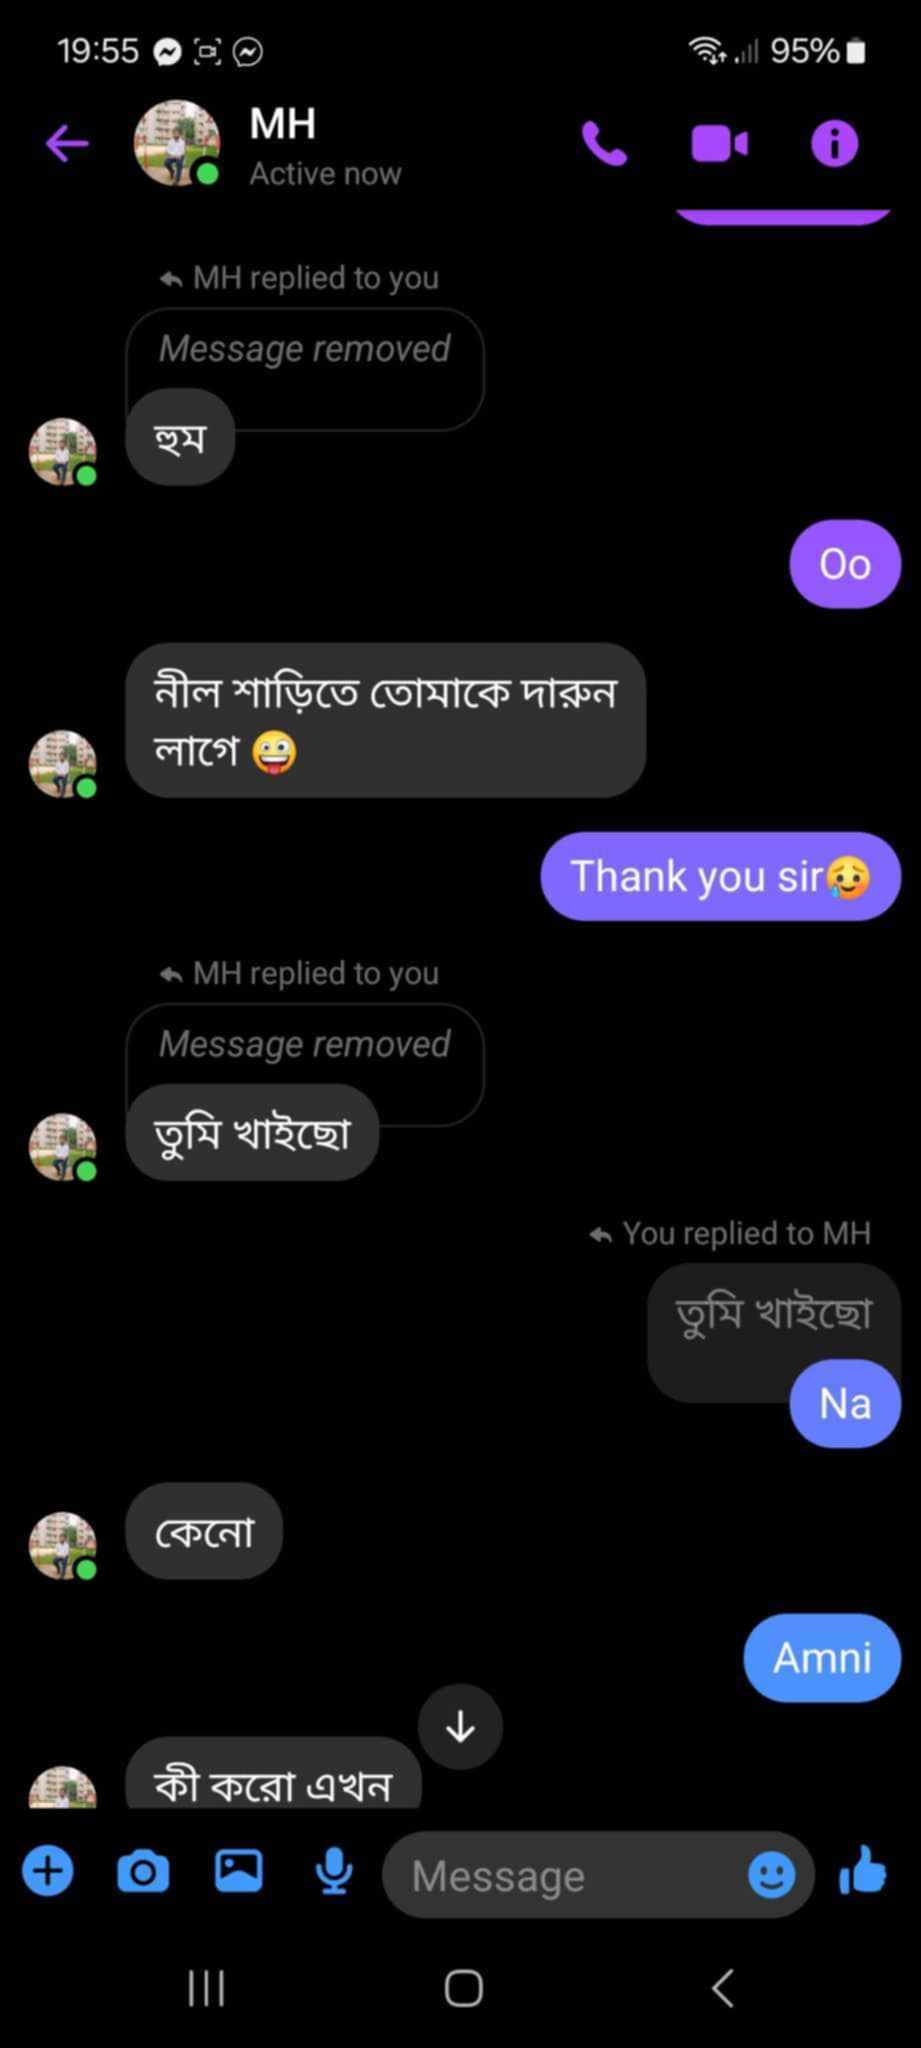 19:55
95%
MH
Active now
MH replied to you
Message removed
হুম
Oo
নীল শাড়িতে তোমাকে দারুন
লাগে 🤪
Thank you sir🥲
MH replied to you
Message removed
তুমি খাইছো
You replied to MH
তুমি খাইছো
Na
কেনো
Amni
কী করো এখন
Message